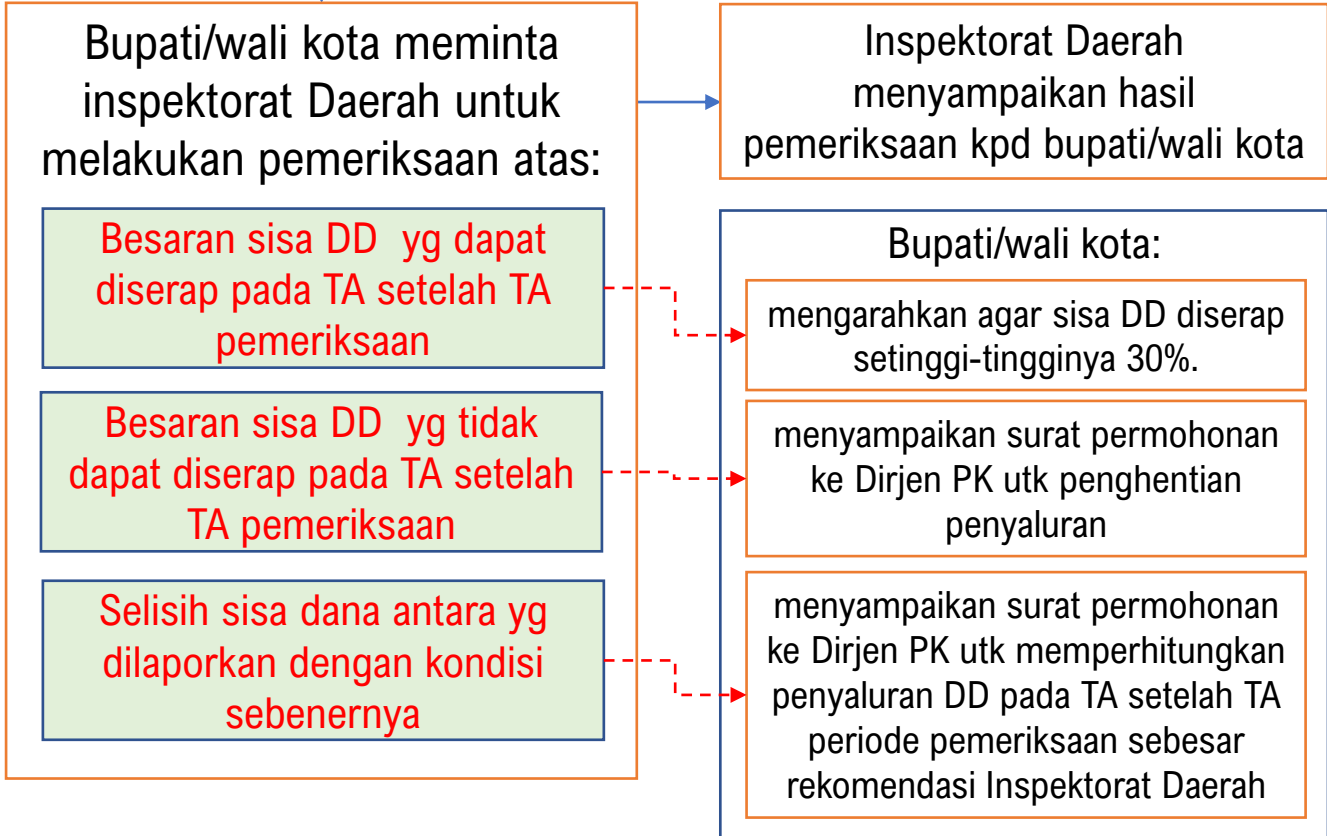 Bupati/wali kota meminta
inspektorat Daerah untuk
melakukan pemeriksaan atas:
Besaran sisa DD yg dapat
diserap pada TA setelah TA
pemeriksaan
Besaran sisa DD yg tidak
dapat diserap pada TA setelah
TA pemeriksaan
Selisih sisa dana antara yg
dilaporkan dengan kondisi
sebenernya
Inspektorat Daerah
menyampaikan hasil
pemeriksaan kpd bupati/wali kota
Bupati/wali kota:
mengarahkan agar sisa DD diserap
setinggi-tingginya 30%.
menyampaikan surat permohonan
ke Dirjen PK utk penghentian
penyaluran
menyampaikan surat permohonan
ke Dirjen PK utk memperhitungkan
penyaluran DD pada TA setelah TA
periode pemeriksaan sebesar
rekomendasi Inspektorat Daerah